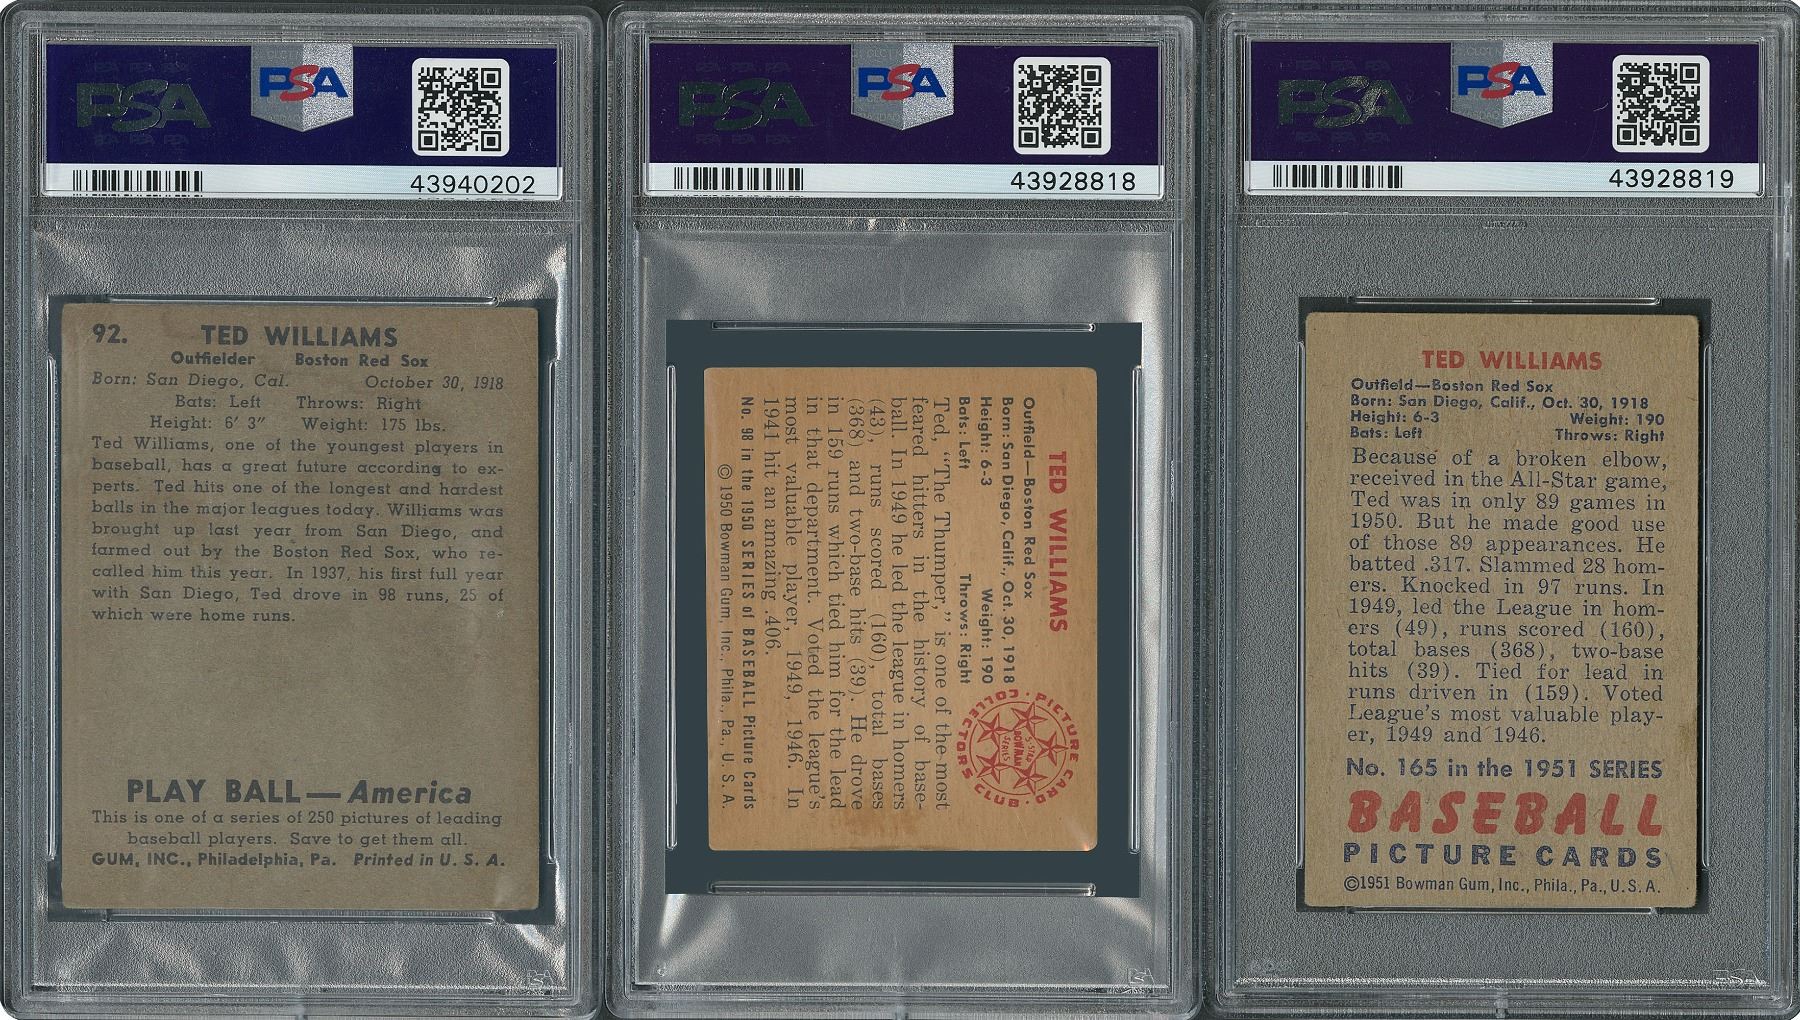 PSA
PSA
43940202
92. TED WILLIAMS
Outfielder Boston Red Sox
Born: San Diego, Cal. October 30, 1918
Bats: Left Throws: Right
Height: 6' 3" Weight: 175 lbs.
Ted Williams, one of the youngest players in
baseball, has a great future according to ex-
perts. Ted hits one of the longest and hardest
balls in the major leagues today. Williams was
brought up last year from San Diego, and
farmed out by the Boston Red Sox, who re-
called him this year. In 1937, his first full year
with San Diego, Ted drove in 98 runs, 25 of
which were home runs.
PLAY BALL—America
This is one of a series of 250 pictures of leading
baseball players. Save to get them all.
GUM, INC., Philadelphia, Pa. Printed in U. S. A.
PSA
PSA
43928818
TED WILLIAMS
Outfield—Boston Red Sox
Born: San Diego, Calif., Oct. 30, 1918
Height: 6-3 Weight: 190
Bats: Left Throws: Right
Ted, "The Thumper," is one of the most
feared hitters in the history of base-
ball. In 1949 he led the league in homers
(43), runs scored (160), total bases
(368) and two-base hits (39). He drove
in 159 runs which tied him for the lead
in that department. Voted the league's
most valuable player, 1949, 1946. In
1941 hit an amazing .406.
No. 98 in the 1950 SERIES of BASEBALL Picture Cards
©1950 Bowman Gum, Inc., Phila., Pa., U. S. A.
PICTURE CARD
COLLECTORS CLUB
5-STAR
BOWMAN
SERIES
PSA
PSA
43928819
TED WILLIAMS
Outfield—Boston Red Sox
Born: San Diego, Calif., Oct. 30, 1918
Height: 6-3 Weight: 190
Bats: Left Throws: Right
Because of a broken elbow,
received in the All-Star game,
Ted was in only 89 games in
1950. But he made good use
of those 89 appearances. He
batted .317. Slammed 28 hom-
ers. Knocked in 97 runs. In
1949, led the League in hom-
ers (49), runs scored (160),
total bases (368), two-base
hits (39). Tied for lead in
runs driven in (159). Voted
League's most valuable play-
er, 1949 and 1946.
No. 165 in the 1951 SERIES
BASEBALL
PICTURE CARDS
©1951 Bowman Gum, Inc., Phila., Pa., U. S. A.